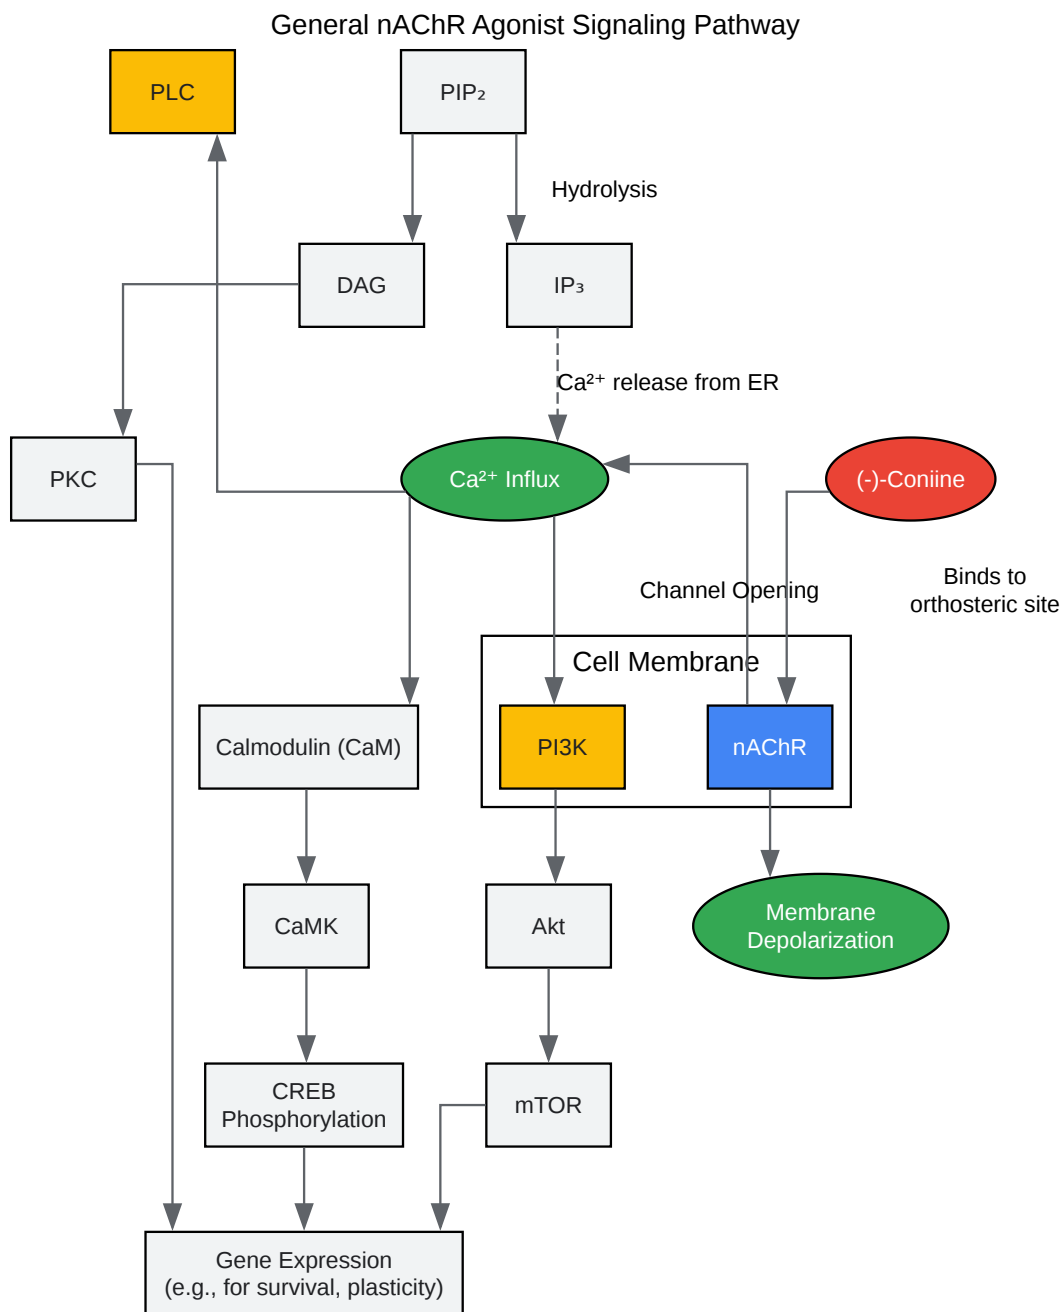 General nAChR Agonist Signaling Pathway
PLC
PIP₂
Hydrolysis
DAG
IP₃
Ca²⁺ release from ER
PKC
Ca²⁺ Influx
(-)-Coniine
Channel Opening
Binds to
orthosteric site
Cell Membrane
Calmodulin (CaM)
PI3K
nAChR
CaMK
Akt
Membrane
Depolarization
CREB
Phosphorylation
mTOR
Gene Expression
(e.g., for survival, plasticity)